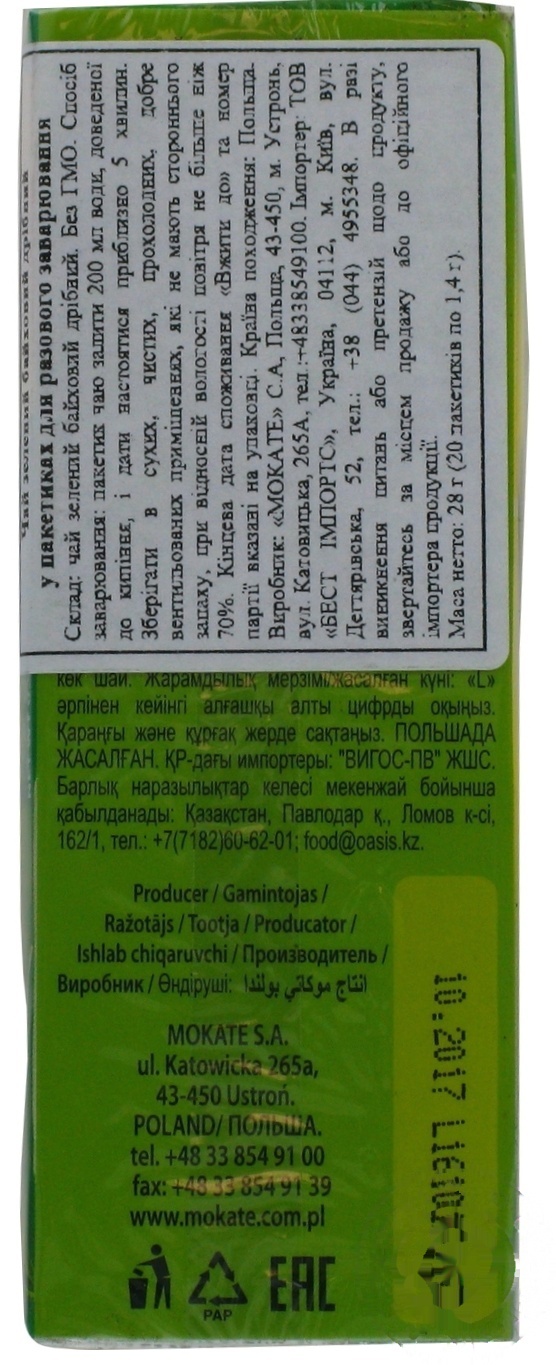 Чай зелений байховий дрібний
у пакетиках для разового заварювання
Склад: чай зелений байховий дрібний. Без ГМО. Спосіб
заварювання: пакетик чаю залити 200 мл води, доведеної
до кипіння, і дати настоятися приблизно 5 хвилин.
Зберігати в сухих, чистих, прохолодних, добре
вентильованих приміщеннях, які не мають стороннього
запаху, при відносній вологості повітря не більше ніж
70%. Кінцева дата споживання «Вжити до» та номер
партії вказані на упаковці. Країна походження: Польща.
Виробник: «МОКАТЕ» С.А, Польща, 43-450, м. Устронь,
вул. Катовицька, 265А, тел.:+48338549100. Імпортер: ТОВ
«БЕСТ ІМПОРТС», Україна, 04112, м. Київ, вул.
Дегтярівська, 52, тел.: +38 (044) 4955348. В разі
виникнення питань або претензій щодо продукту,
звертайтесь за місцем продажу або до офіційного
імпортера продукції.
Маса нетто: 28 г (20 пакетиків по 1,4 г).
көк шай. Жарамдылық мерзімі/жасалған күні: «L»
әрпінен кейінгі алғашқы алты цифрды оқыңыз.
Қараңғы және құрғақ жерде сақтаңыз. ПОЛЬШАДА
ЖАСАЛҒАН. ҚР-дағы импортеры: "ВИГОС-ПВ" ЖШС.
Барлық наразылықтар келесі мекенжай бойынша
қабылданады: Қазақстан, Павлодар қ., Ломов к-сі,
162/1, тел.: +7(7182)60-62-01; food@oasis.kz.
Producer / Gamintojas /
Ražotājs / Tootja / Producator /
Ishlab chiqaruvchi / Производитель /
Виробник / Өндіруші: انتاج موكاتي بولندا
MOKATE S.A.
ul. Katowicka 265a,
43-450 Ustroń.
POLAND/ ПОЛЬША.
tel. +48 33 854 91 00
fax: +48 33 854 91 39
www.mokate.com.pl
PAP
EAC